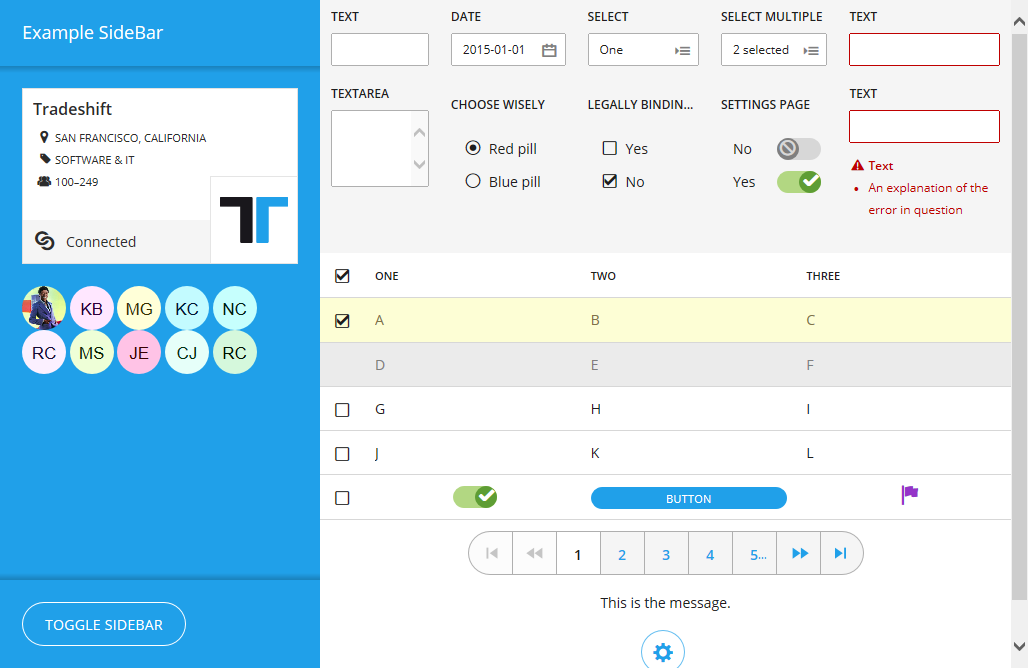 Example SideBar
Tradeshift
SAN FRANCISCO, CALIFORNIA
SOFTWARE & IT
100–249
Connected
KB MG KC NC
RC MS JE CJ RC
TOGGLE SIDEBAR
TEXT DATE SELECT SELECT MULTIPLE TEXT
2015-01-01 One 2 selected
TEXTAREA CHOOSE WISELY LEGALLY BINDIN... SETTINGS PAGE TEXT
Red pill Yes No
Blue pill No Yes
Text
An explanation of the
error in question
ONE TWO THREE
A B C
D E F
G H I
J K L
BUTTON
1 2 3 4 5...
This is the message.